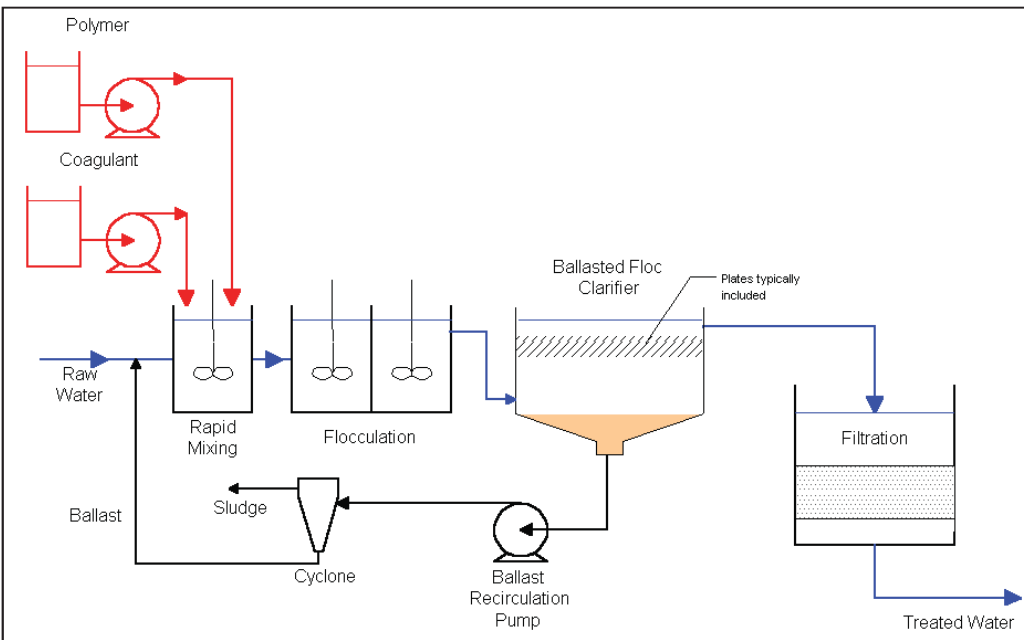 Polymer
Coagulant
Ballasted Floc
Clarifier
Plates typically
included
Raw
Water
Rapid
Mixing
Flocculation
Filtration
Ballast
Sludge
Cyclone
Ballast
Recirculation
Pump
Treated Water